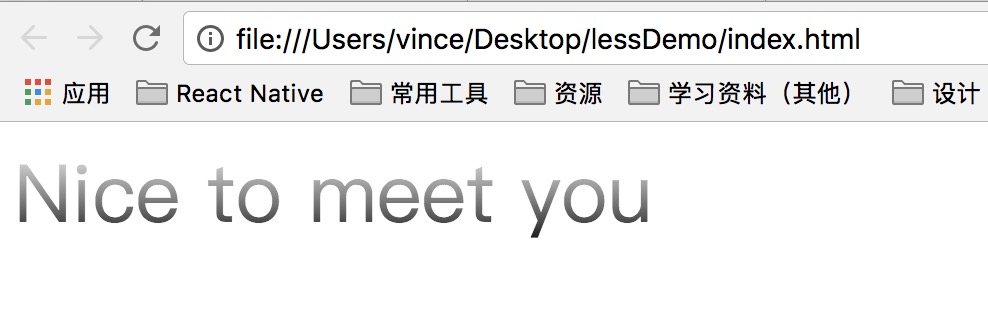 file:///Users/vince/Desktop/lessDemo/index.html
应用 React Native 常用工具 资源 学习资料（其他） 设计
Nice to meet you